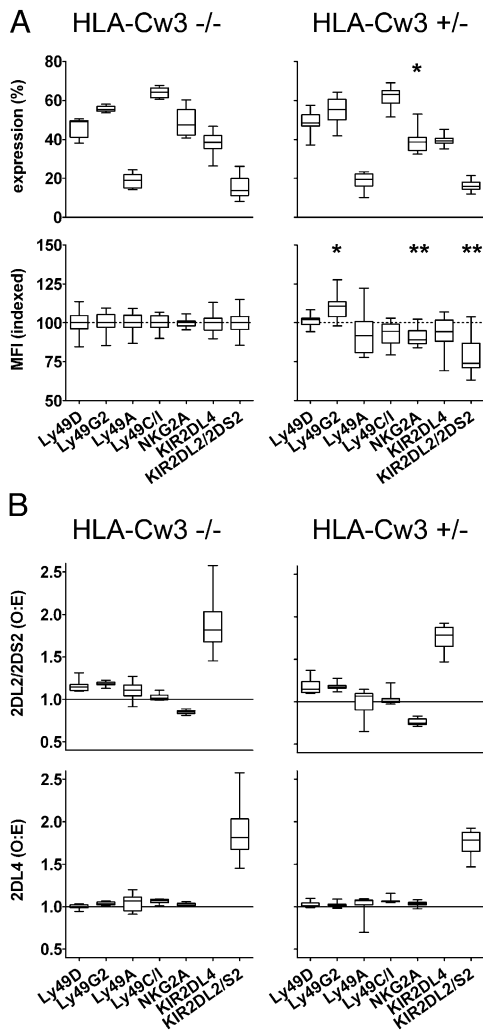 A
HLA-Cw3 -/-
HLA-Cw3 +/-
expression (%)
80
60
40
20
0
*
MFI (indexed)
150
125
100
75
50
*
**
**
Ly49D
Ly49G2
Ly49A
Ly49C/I
NKG2A
KIR2DL4
KIR2DL2/2DS2
Ly49D
Ly49G2
Ly49A
Ly49C/I
NKG2A
KIR2DL4
KIR2DL2/2DS2
B
HLA-Cw3 -/-
HLA-Cw3 +/-
2DL2/2DS2 (O:E)
2.5
2.0
1.5
1.0
0.5
2DL4 (O:E)
2.5
2.0
1.5
1.0
0.5
Ly49D
Ly49G2
Ly49A
Ly49C/I
NKG2A
KIR2DL4
KIR2DL2/S2
Ly49D
Ly49G2
Ly49A
Ly49C/I
NKG2A
KIR2DL4
KIR2DL2/S2